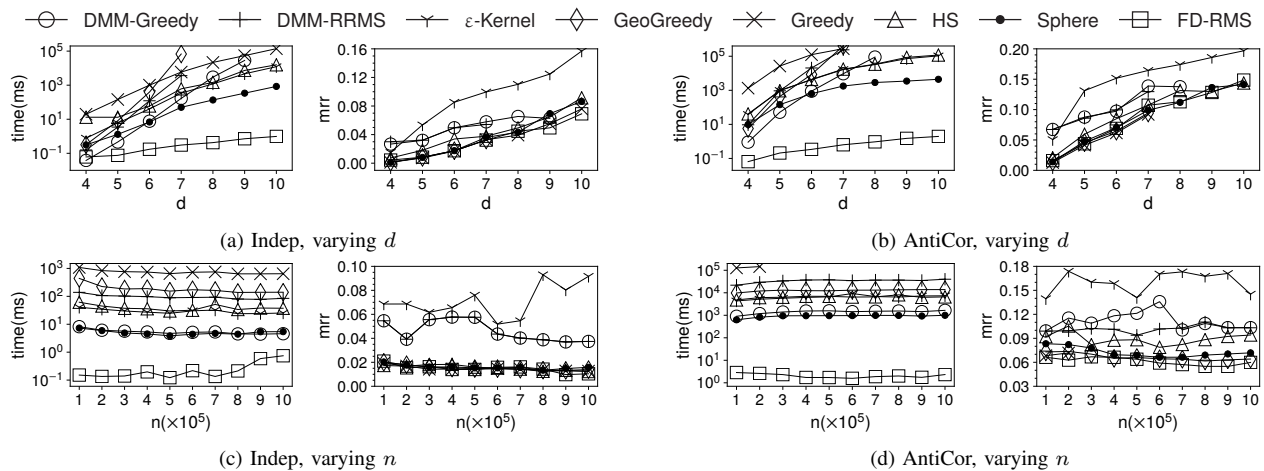 DMM-Greedy DMM-RRMS ε-Kernel GeoGreedy Greedy HS Sphere FD-RMS
time(ms)
10^5
10^3
10^1
10^-1
4 5 6 7 8 9 10
d
mrr
0.16
0.12
0.08
0.04
0.00
4 5 6 7 8 9 10
d
(a) Indep, varying d
time(ms)
10^5
10^3
10^1
10^-1
4 5 6 7 8 9 10
d
mrr
0.20
0.15
0.10
0.05
0.00
4 5 6 7 8 9 10
d
(b) AntiCor, varying d
time(ms)
10^3
10^2
10^1
10^0
10^-1
1 2 3 4 5 6 7 8 9 10
n(×10^5)
mrr
0.10
0.08
0.06
0.04
0.02
0.00
1 2 3 4 5 6 7 8 9 10
n(×10^5)
(c) Indep, varying n
time(ms)
10^5
10^4
10^3
10^2
10^1
10^0
1 2 3 4 5 6 7 8 9 10
n(×10^5)
mrr
0.18
0.15
0.12
0.09
0.06
0.03
1 2 3 4 5 6 7 8 9 10
n(×10^5)
(d) AntiCor, varying n